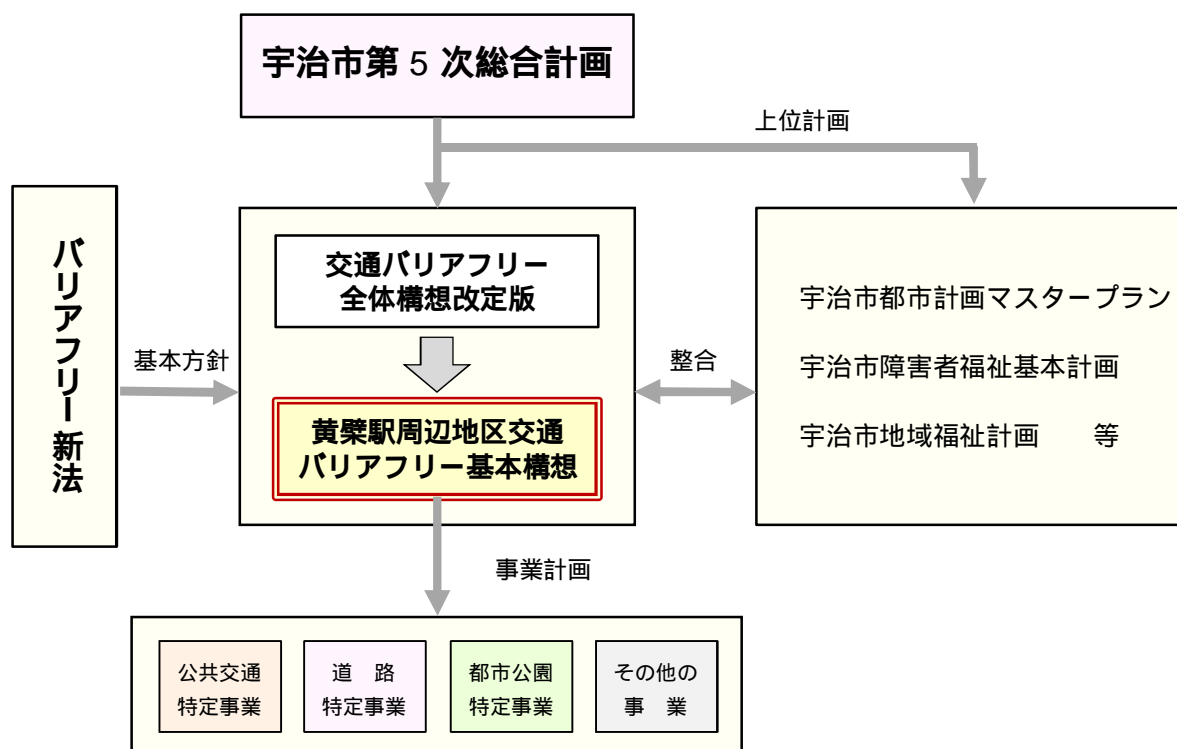 宇治市第 5 次総合計画
上位計画
バリアフリー新法
基本方針
交通バリアフリー
全体構想改定版
黄檗駅周辺地区交通
バリアフリー基本構想
整合
宇治市都市計画マスタープラン
宇治市障害者福祉基本計画
宇治市地域福祉計画　　等
事業計画
公共交通
特定事業
道　路
特定事業
都市公園
特定事業
その他の
事　業